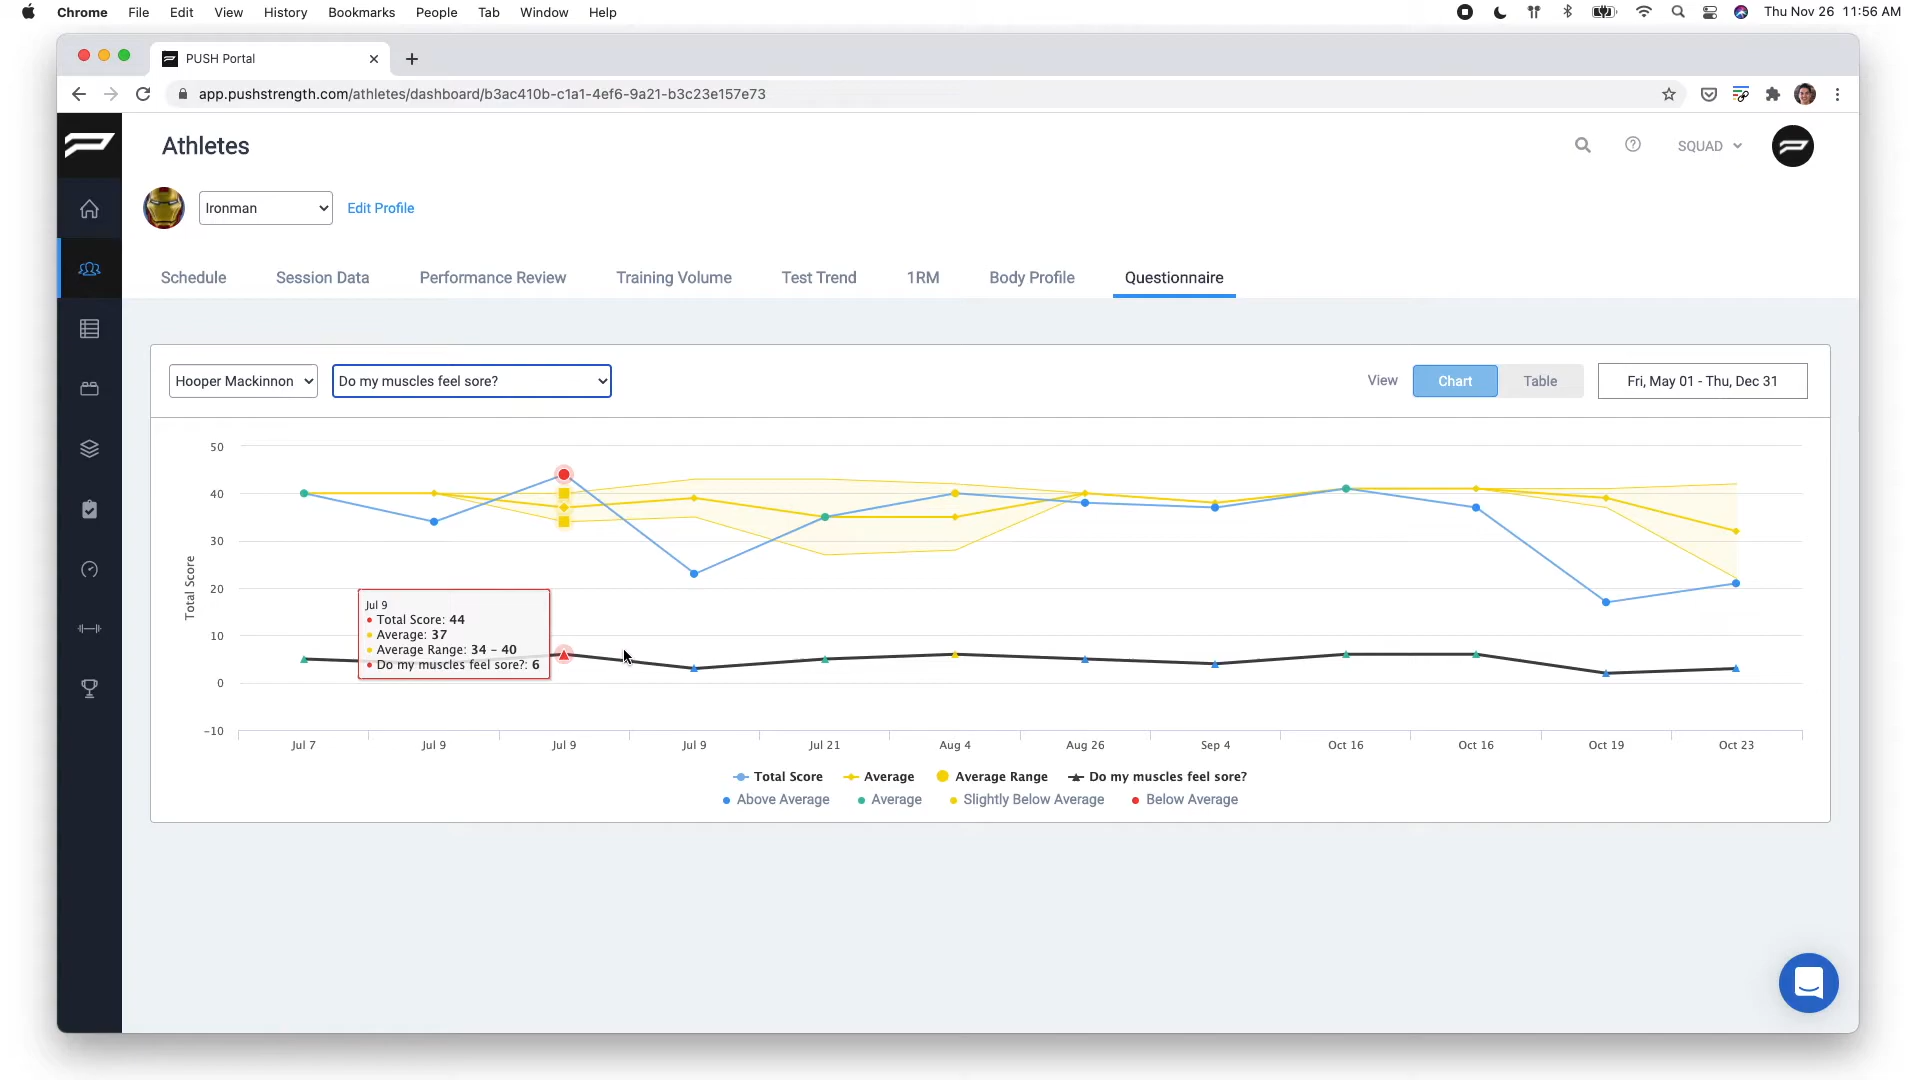 Chrome File Edit View History Bookmarks People Tab Window Help Thu Nov 26 11:56 AM
PUSH Portal
app.pushstrength.com/athletes/dashboard/b3ac410b-c1a1-4ef6-9a21-b3c23e157e73
Athletes
SQUAD
Ironman
Edit Profile
Schedule Session Data Performance Review Training Volume Test Trend 1RM Body Profile Questionnaire
Hooper Mackinnon Do my muscles feel sore? View Chart Table Fri, May 01 - Thu, Dec 31
50
40
30
20
10
0
-10
Total Score
Jul 9
Total Score: 44
Average: 37
Average Range: 34 - 40
Do my muscles feel sore?: 6
Jul 7 Jul 9 Jul 9 Jul 9 Jul 21 Aug 4 Aug 26 Sep 4 Oct 16 Oct 16 Oct 19 Oct 23
Total Score Average Average Range Do my muscles feel sore?
Above Average Average Slightly Below Average Below Average